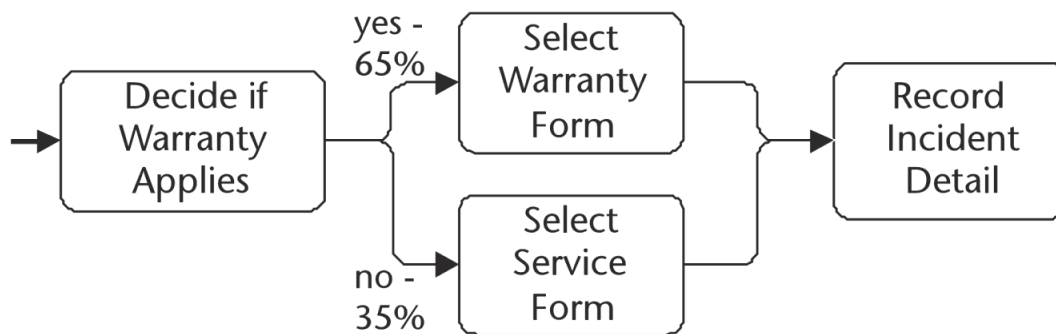 Decide if
Warranty
Applies
yes -
65%
Select
Warranty
Form
no -
35%
Select
Service
Form
Record
Incident
Detail